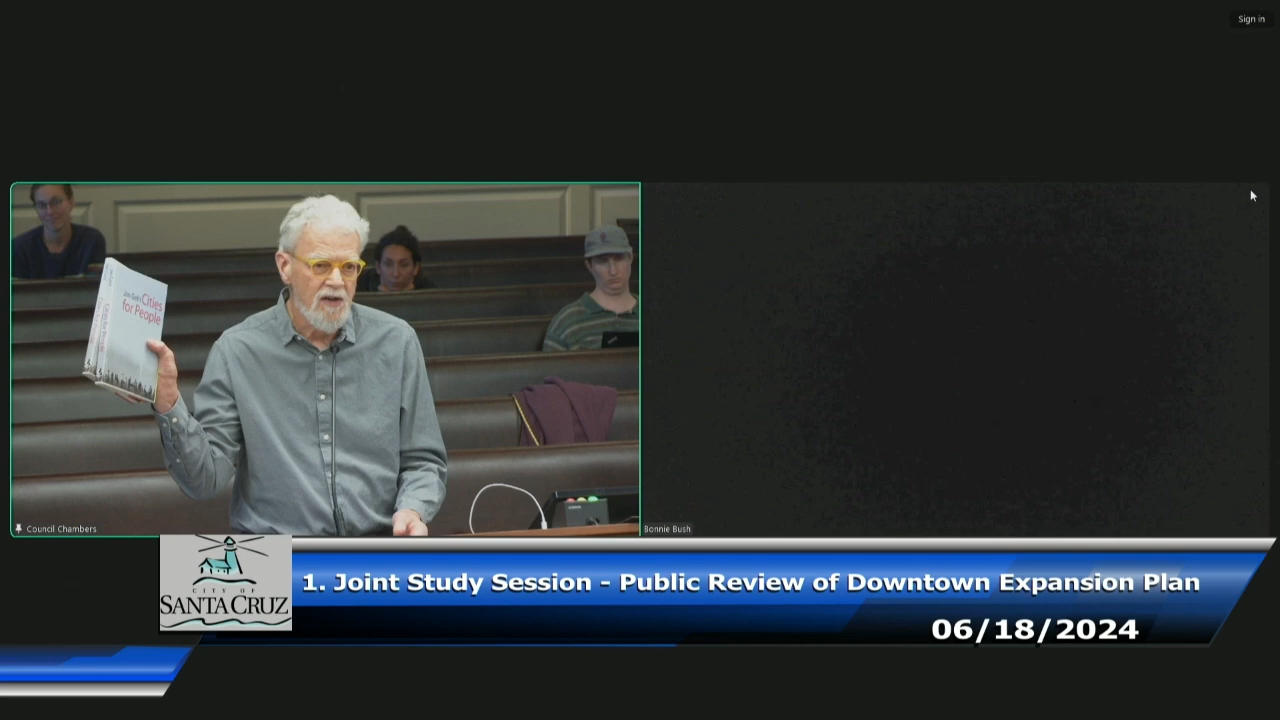 Sign in
Jan Gehl Cities
for People
Council Chambers
Bonnie Bush
CITY OF
SANTA CRUZ
1. Joint Study Session - Public Review of Downtown Expansion Plan
06/18/2024